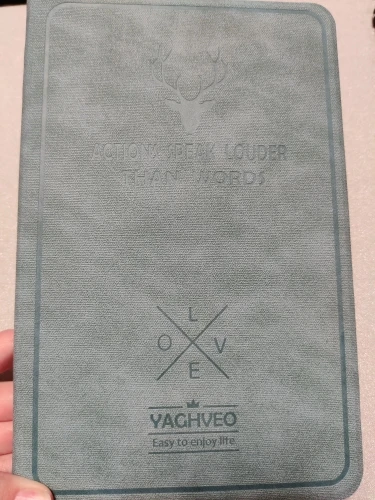 ACTIONS SPEAK LOUDER
THAN WORDS
L
O V
E
YAGHVEO
Easy to enjoy life